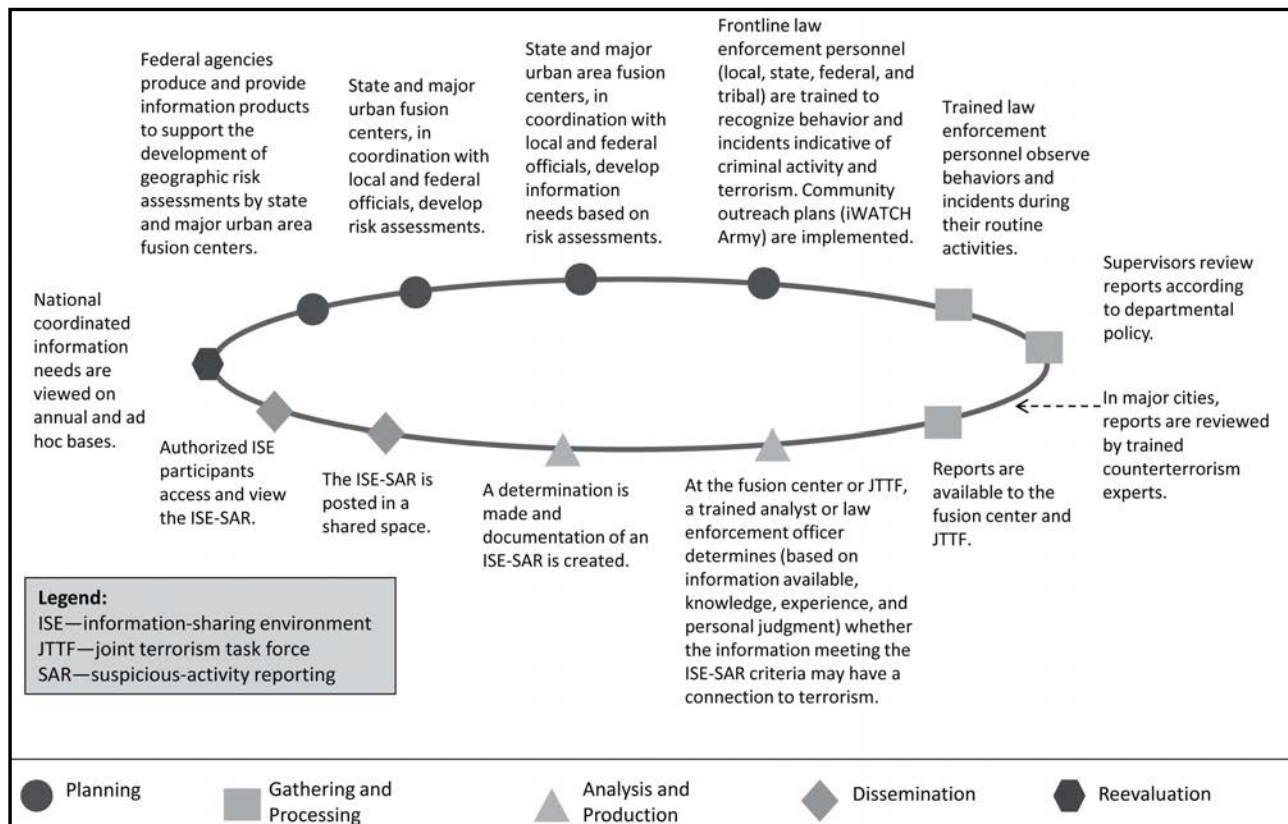 Federal agencies
produce and provide
information products
to support the
development of
geographic risk
assessments by state
and major urban area
fusion centers.
State and major
urban fusion
centers, in
coordination with
local and federal
officials, develop
risk assessments.
State and major
urban area fusion
centers, in
coordination with
local and federal
officials, develop
information
needs based on
risk assessments.
Frontline law
enforcement personnel
(local, state, federal, and
tribal) are trained to
recognize behavior and
incidents indicative of
criminal activity and
terrorism. Community
outreach plans (iWATCH
Army) are implemented.
Trained law
enforcement
personnel observe
behaviors and
incidents during
their routine
activities.
Supervisors review
reports according
to departmental
policy.
In major cities,
reports are reviewed
by trained
counterterrorism
experts.
Reports are
available to the
fusion center and
JTTF.
At the fusion center or JTTF,
a trained analyst or law
enforcement officer
determines (based on
information available,
knowledge, experience, and
personal judgment) whether
the information meeting the
ISE-SAR criteria may have a
connection to terrorism.
A determination is
made and
documentation of an
ISE-SAR is created.
The ISE-SAR is
posted in a
shared space.
Authorized ISE
participants
access and view
the ISE-SAR.
National
coordinated
information
needs are
viewed on
annual and ad
hoc bases.
Legend:
ISE—information-sharing environment
JTTF—joint terrorism task force
SAR—suspicious-activity reporting
Planning
Gathering and
Processing
Analysis and
Production
Dissemination
Reevaluation